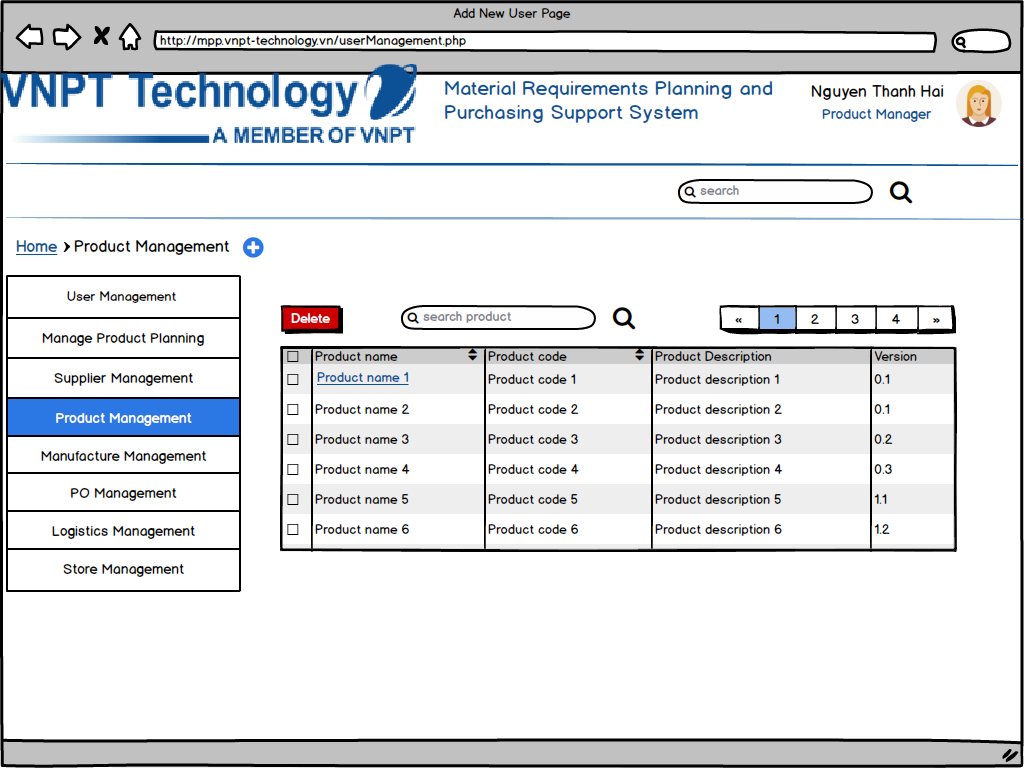 Add New User Page
http://mpp.vnpt-technology.vn/userManagement.php
VNPT Technology
A MEMBER OF VNPT
Material Requirements Planning and
Purchasing Support System
Nguyen Thanh Hai
Product Manager
search
Home Product Management
User Management
Manage Product Planning
Supplier Management
Product Management
Manufacture Management
PO Management
Logistics Management
Store Management
Delete search product « 1 2 3 4 »
Product name Product code Product Description Version
Product name 1 Product code 1 Product description 1 0.1
Product name 2 Product code 2 Product description 2 0.1
Product name 3 Product code 3 Product description 3 0.2
Product name 4 Product code 4 Product description 4 0.3
Product name 5 Product code 5 Product description 5 1.1
Product name 6 Product code 6 Product description 6 1.2